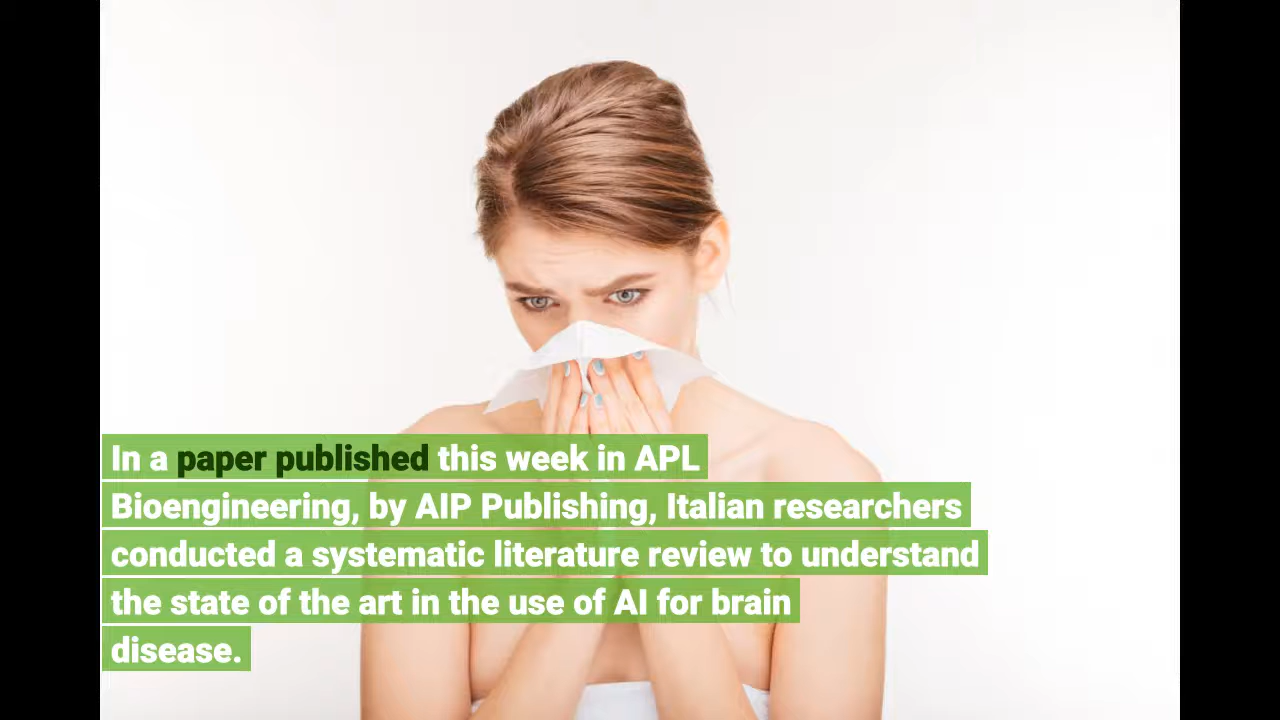 In a paper published this week in APL
Bioengineering, by AIP Publishing, Italian researchers
conducted a systematic literature review to understand
the state of the art in the use of AI for brain
disease.